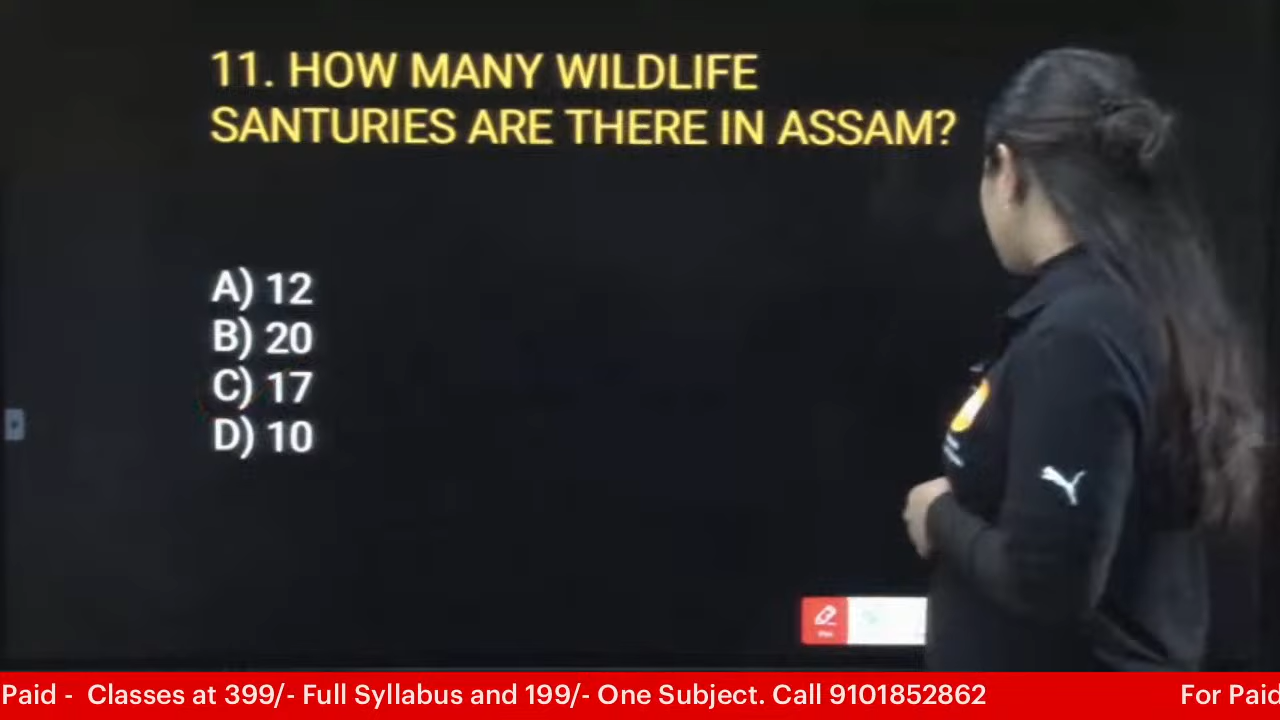 11. HOW MANY WILDLIFE
SANTURIES ARE THERE IN ASSAM?
A) 12
B) 20
C) 17
D) 10
Paid - Classes at 399/- Full Syllabus and 199/- One Subject. Call 9101852862
For Paid